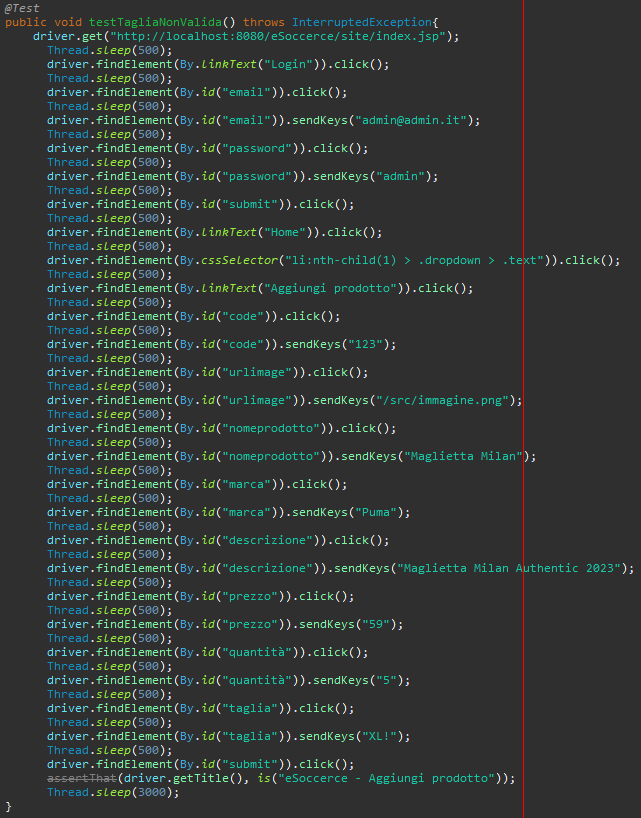 @Test
public void testTagliaNonValida() throws InterruptedException{
driver.get("http://localhost:8080/eSoccerce/site/index.jsp");
Thread.sleep(500);
driver.findElement(By.linkText("Login")).click();
Thread.sleep(500);
driver.findElement(By.id("email")).click();
Thread.sleep(500);
driver.findElement(By.id("email")).sendKeys("admin@admin.it");
Thread.sleep(500);
driver.findElement(By.id("password")).click();
Thread.sleep(500);
driver.findElement(By.id("password")).sendKeys("admin");
Thread.sleep(500);
driver.findElement(By.id("submit")).click();
Thread.sleep(500);
driver.findElement(By.linkText("Home")).click();
Thread.sleep(500);
driver.findElement(By.cssSelector("li:nth-child(1) > .dropdown > .text")).click();
Thread.sleep(500);
driver.findElement(By.linkText("Aggiungi prodotto")).click();
Thread.sleep(500);
driver.findElement(By.id("code")).click();
Thread.sleep(500);
driver.findElement(By.id("code")).sendKeys("123");
Thread.sleep(500);
driver.findElement(By.id("urlimage")).click();
Thread.sleep(500);
driver.findElement(By.id("urlimage")).sendKeys("/src/immagine.png");
Thread.sleep(500);
driver.findElement(By.id("nomeprodotto")).click();
Thread.sleep(500);
driver.findElement(By.id("nomeprodotto")).sendKeys("Maglietta Milan");
Thread.sleep(500);
driver.findElement(By.id("marca")).click();
Thread.sleep(500);
driver.findElement(By.id("marca")).sendKeys("Puma");
Thread.sleep(500);
driver.findElement(By.id("descrizione")).click();
Thread.sleep(500);
driver.findElement(By.id("descrizione")).sendKeys("Maglietta Milan Authentic 2023");
Thread.sleep(500);
driver.findElement(By.id("prezzo")).click();
Thread.sleep(500);
driver.findElement(By.id("prezzo")).sendKeys("59");
Thread.sleep(500);
driver.findElement(By.id("quantità")).click();
Thread.sleep(500);
driver.findElement(By.id("quantità")).sendKeys("5");
Thread.sleep(500);
driver.findElement(By.id("taglia")).click();
Thread.sleep(500);
driver.findElement(By.id("taglia")).sendKeys("XL!");
Thread.sleep(500);
driver.findElement(By.id("submit")).click();
assertThat(driver.getTitle(), is("eSoccerce - Aggiungi prodotto"));
Thread.sleep(3000);
}